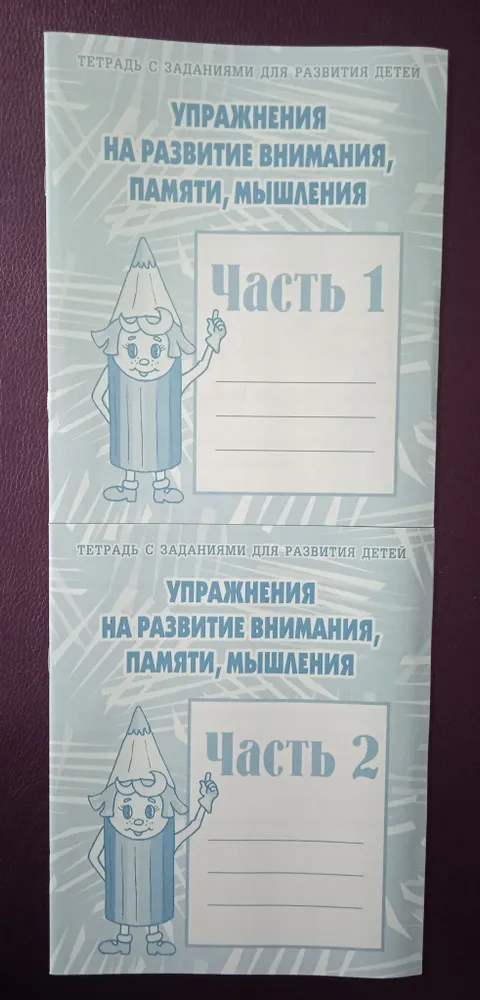 ТЕТРАДЬ С ЗАДАНИЯМИ ДЛЯ РАЗВИТИЯ ДЕТЕЙ
УПРАЖНЕНИЯ
НА РАЗВИТИЕ ВНИМАНИЯ,
ПАМЯТИ, МЫШЛЕНИЯ
Часть 1
ТЕТРАДЬ С ЗАДАНИЯМИ ДЛЯ РАЗВИТИЯ ДЕТЕЙ
УПРАЖНЕНИЯ
НА РАЗВИТИЕ ВНИМАНИЯ,
ПАМЯТИ, МЫШЛЕНИЯ
Часть 2